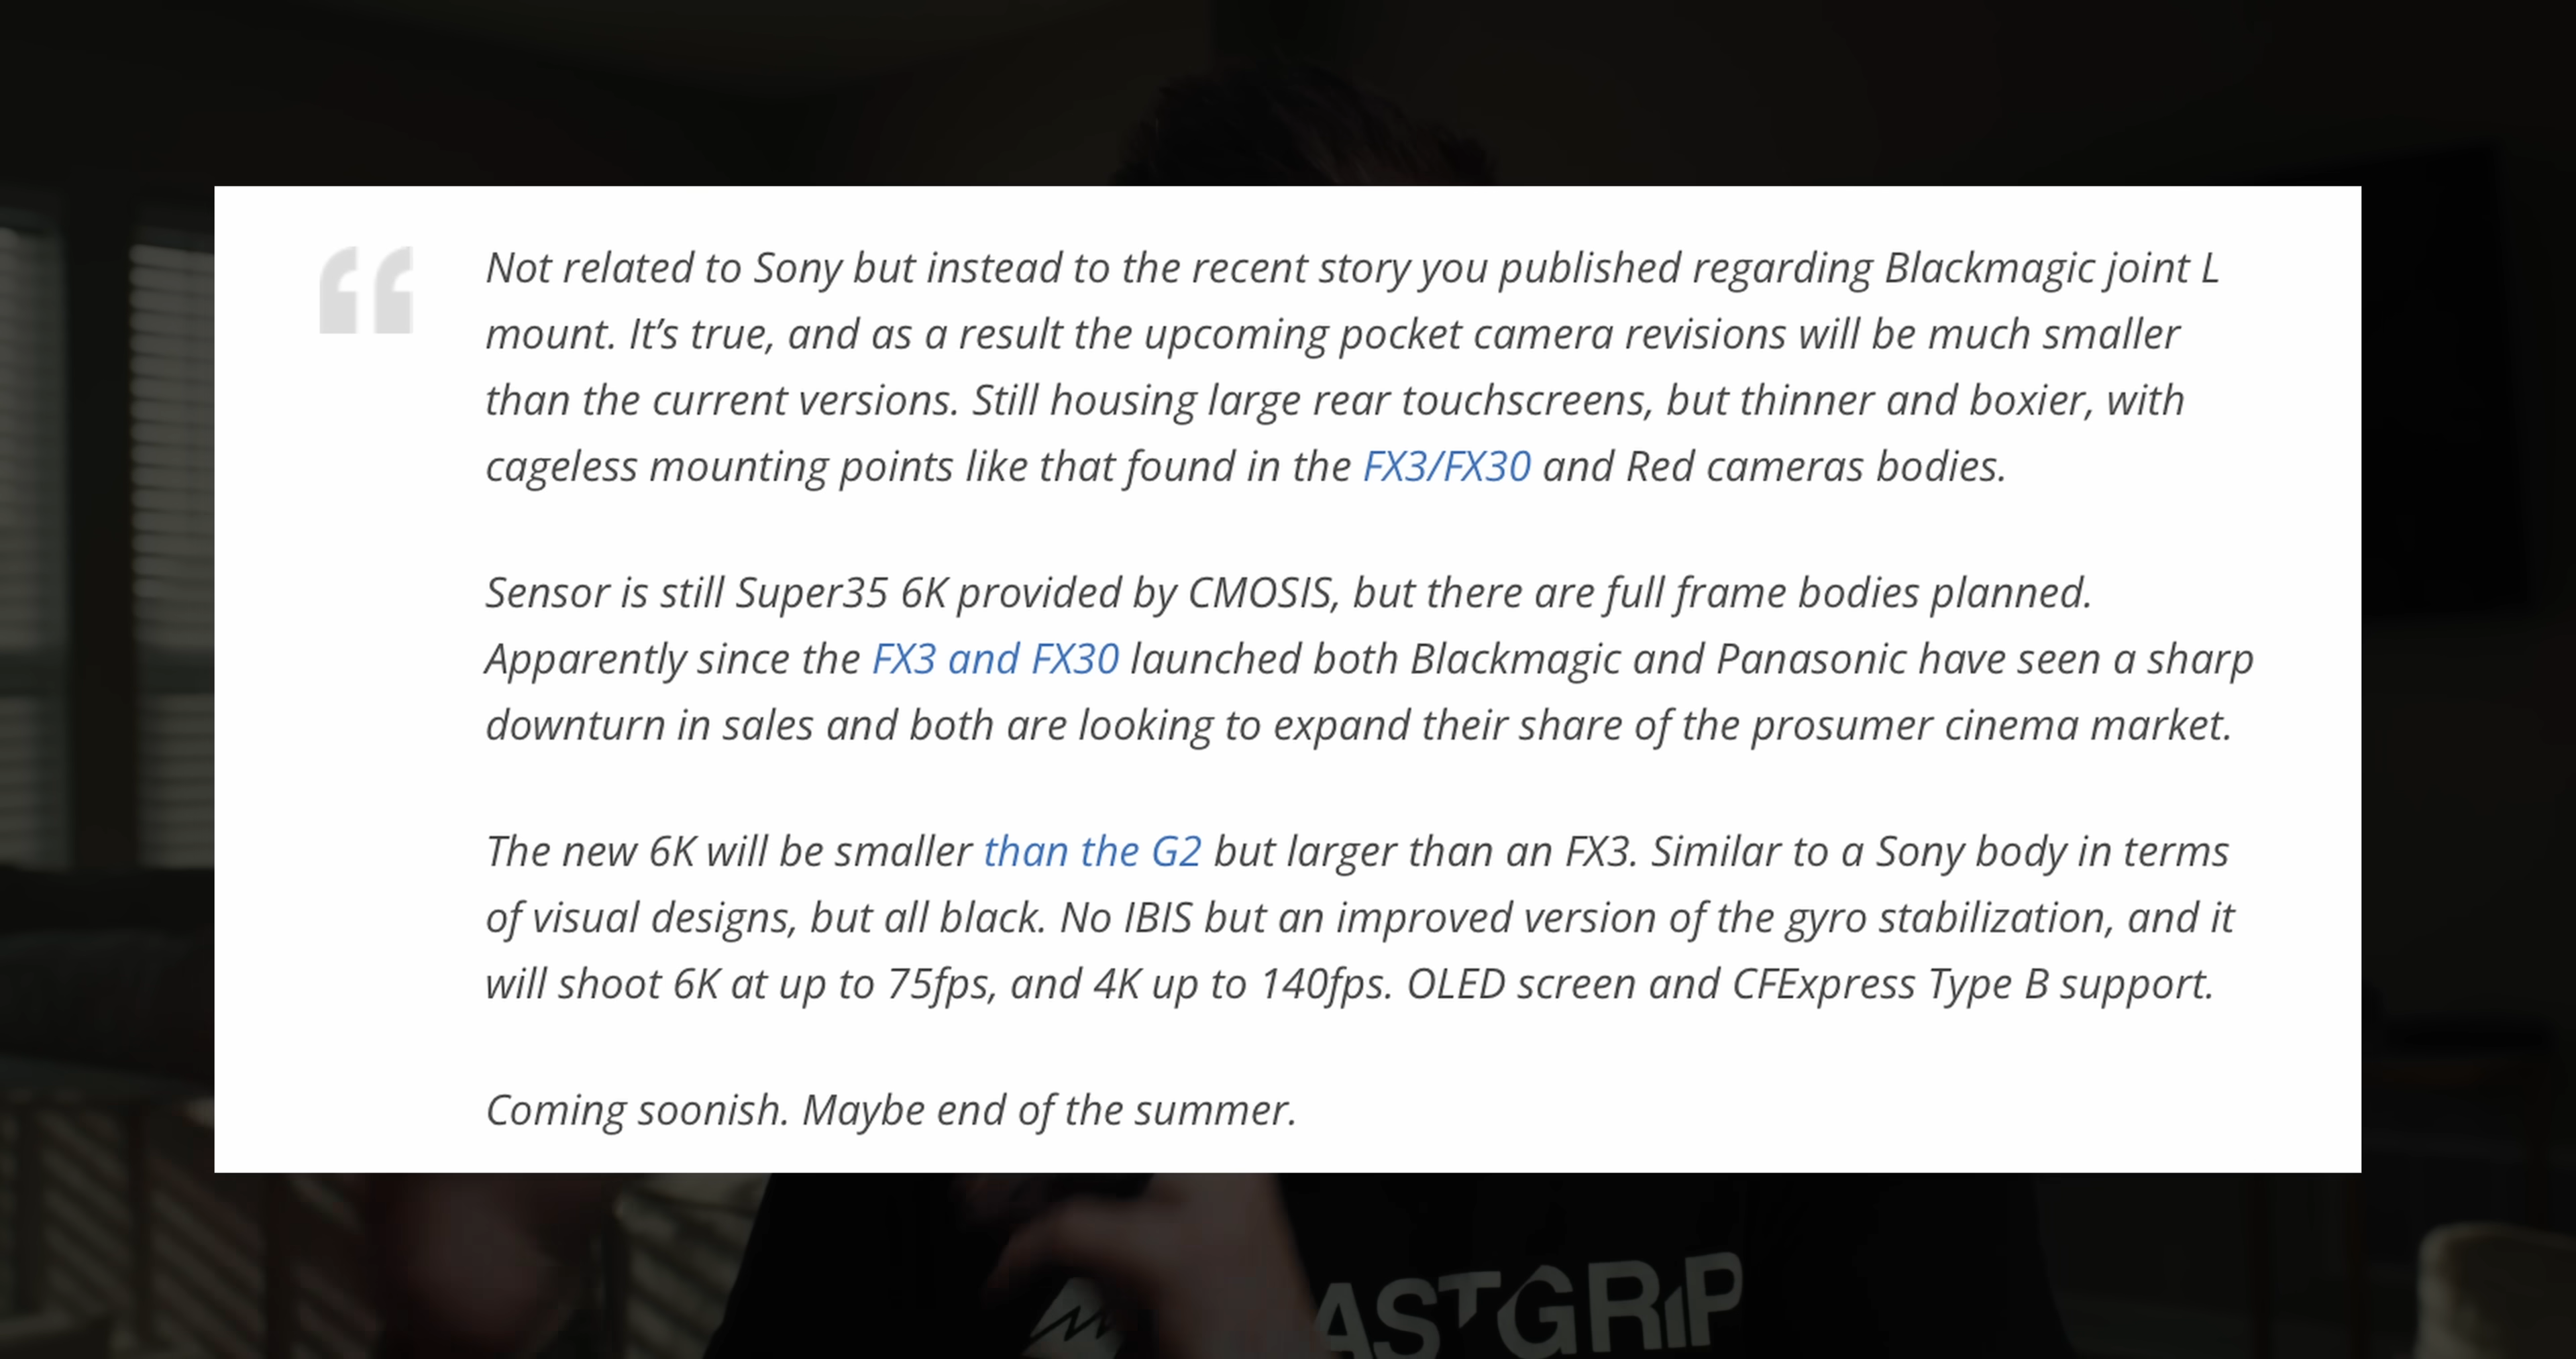 Not related to Sony but instead to the recent story you published regarding Blackmagic joint L
mount. It’s true, and as a result the upcoming pocket camera revisions will be much smaller
than the current versions. Still housing large rear touchscreens, but thinner and boxier, with
cageless mounting points like that found in the FX3/FX30 and Red cameras bodies.
Sensor is still Super35 6K provided by CMOSIS, but there are full frame bodies planned.
Apparently since the FX3 and FX30 launched both Blackmagic and Panasonic have seen a sharp
downturn in sales and both are looking to expand their share of the prosumer cinema market.
The new 6K will be smaller than the G2 but larger than an FX3. Similar to a Sony body in terms
of visual designs, but all black. No IBIS but an improved version of the gyro stabilization, and it
will shoot 6K at up to 75fps, and 4K up to 140fps. OLED screen and CFExpress Type B support.
Coming soonish. Maybe end of the summer.